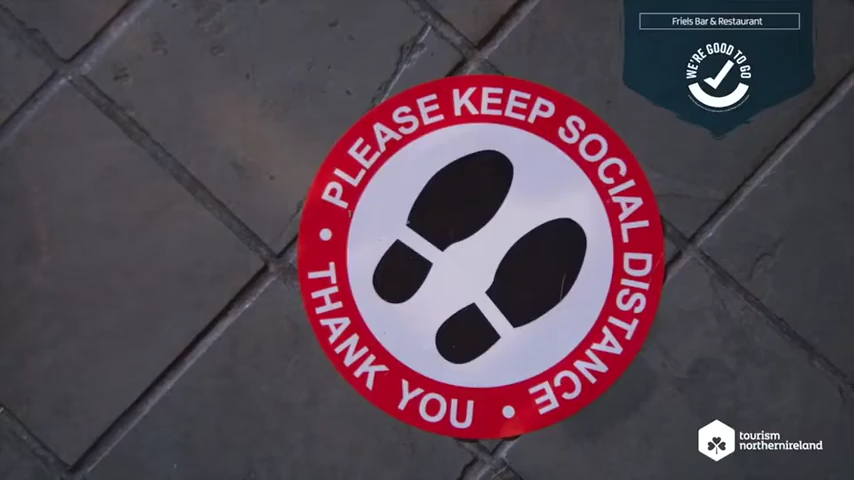 Friels Bar & Restaurant
WE'RE GOOD TO GO
PLEASE KEEP SOCIAL DISTANCE
THANK YOU
tourism
northernireland